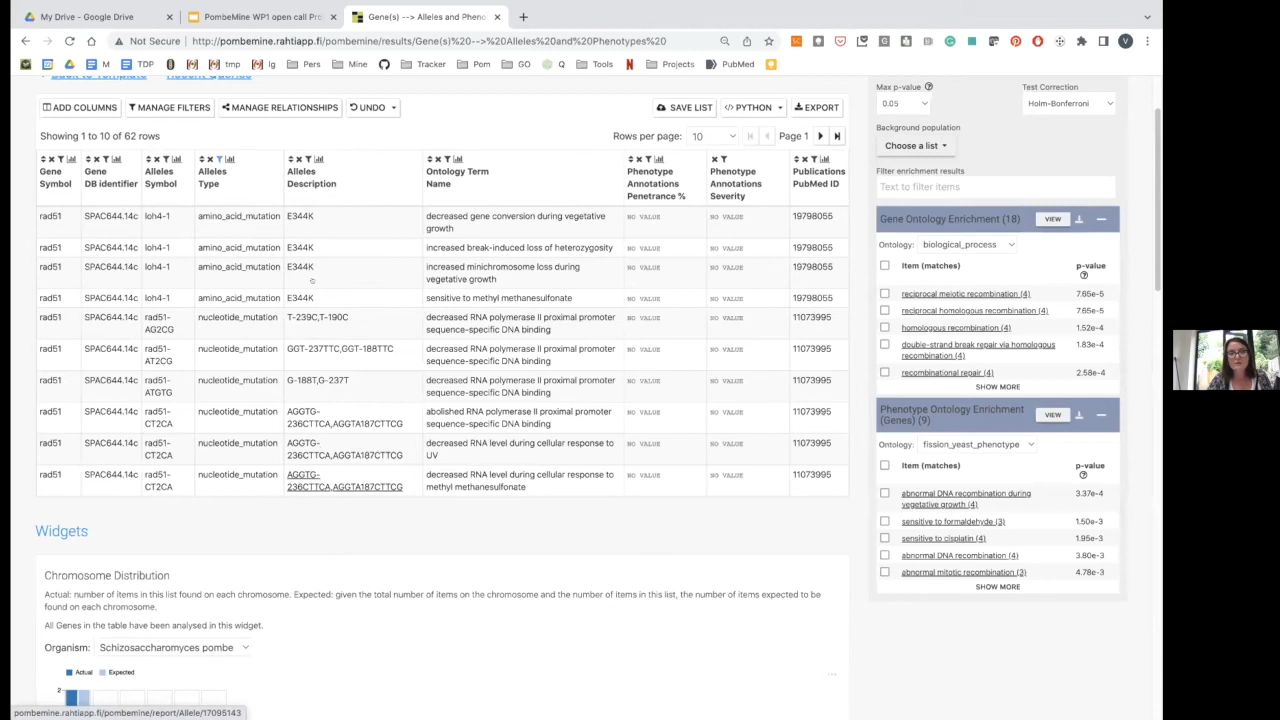 My Drive - Google Drive
PombeMine WP1 open call Pro
Gene(s) --> Alleles and Pheno
Not Secure
http://pombemine.rahtiapp.fi/pombemine/results/Gene(s)%20-->%20Alleles%20and%20Phenotypes%20
V
M
TDP
tmp
Ig
Pers
Mine
Tracker
Pom
GO
Q
Tools
Projects
PubMed
Back to Template
Recent Queries
ADD COLUMNS
MANAGE FILTERS
MANAGE RELATIONSHIPS
UNDO
SAVE LIST
PYTHON
EXPORT
Showing 1 to 10 of 62 rows
Rows per page: 10
Page 1
Gene Symbol
Gene DB identifier
Alleles Symbol
Alleles Type
Alleles Description
Ontology Term Name
Phenotype Annotations Penetrance %
Phenotype Annotations Severity
Publications PubMed ID
rad51 SPAC644.14c loh4-1 amino_acid_mutation E344K decreased gene conversion during vegetative growth NO VALUE NO VALUE 19798055
rad51 SPAC644.14c loh4-1 amino_acid_mutation E344K increased break-induced loss of heterozygosity NO VALUE NO VALUE 19798055
rad51 SPAC644.14c loh4-1 amino_acid_mutation E344K increased minichromosome loss during vegetative growth NO VALUE NO VALUE 19798055
rad51 SPAC644.14c loh4-1 amino_acid_mutation E344K sensitive to methyl methanesulfonate NO VALUE NO VALUE 19798055
rad51 SPAC644.14c rad51-AG2CG nucleotide_mutation T-239C,T-190C decreased RNA polymerase II proximal promoter sequence-specific DNA binding NO VALUE NO VALUE 11073995
rad51 SPAC644.14c rad51-AT2CG nucleotide_mutation GGT-237TTC,GGT-188TTC decreased RNA polymerase II proximal promoter sequence-specific DNA binding NO VALUE NO VALUE 11073995
rad51 SPAC644.14c rad51-ATGTG nucleotide_mutation G-188T,G-237T decreased RNA polymerase II proximal promoter sequence-specific DNA binding NO VALUE NO VALUE 11073995
rad51 SPAC644.14c rad51-CT2CA nucleotide_mutation AGGTG-236CTTCA,AGGTA187CTTCG abolished RNA polymerase II proximal promoter sequence-specific DNA binding NO VALUE NO VALUE 11073995
rad51 SPAC644.14c rad51-CT2CA nucleotide_mutation AGGTG-236CTTCA,AGGTA187CTTCG decreased RNA level during cellular response to UV NO VALUE NO VALUE 11073995
rad51 SPAC644.14c rad51-CT2CA nucleotide_mutation AGGTG-236CTTCA,AGGTA187CTTCG decreased RNA level during cellular response to methyl methanesulfonate NO VALUE NO VALUE 11073995
Widgets
Chromosome Distribution
Actual: number of items in this list found on each chromosome. Expected: given the total number of items on the chromosome and the number of items in this list, the number of items expected to
be found on each chromosome.
All Genes in the table have been analysed in this widget.
Organism: Schizosaccharomyces pombe
Actual Expected
2
pombemine.rahtiapp.fi/pombemine/report/Allele/17095143
Max p-value
Test Correction
0.05
Holm-Bonferroni
Background population
Choose a list
Filter enrichment results
Text to filter items
Gene Ontology Enrichment (18) VIEW
Ontology: biological_process
Item (matches) p-value
reciprocal meiotic recombination (4) 7.65e-5
reciprocal homologous recombination (4) 7.65e-5
homologous recombination (4) 1.52e-4
double-strand break repair via homologous 1.83e-4
recombination (4)
recombinational repair (4) 2.58e-4
SHOW MORE
Phenotype Ontology Enrichment
(Genes) (9) VIEW
Ontology: fission_yeast_phenotype
Item (matches) p-value
abnormal DNA recombination during 3.37e-4
vegetative growth (4)
sensitive to formaldehyde (3) 1.50e-3
sensitive to cisplatin (4) 1.95e-3
abnormal DNA recombination (4) 3.80e-3
abnormal mitotic recombination (3) 4.78e-3
SHOW MORE